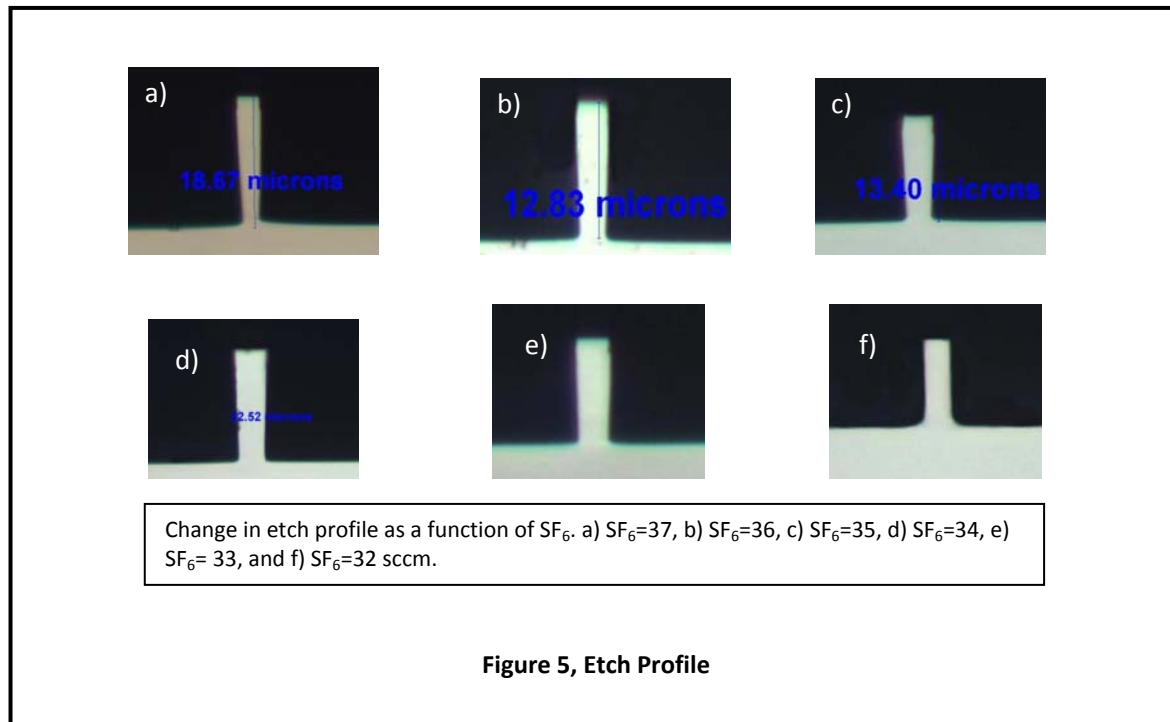 a)
18.67 microns
b)
12.83 microns
c)
13.40 microns
d)
microns
e)
f)
Change in etch profile as a function of SF₆. a) SF₆=37, b) SF₆=36, c) SF₆=35, d) SF₆=34, e)
SF₆= 33, and f) SF₆=32 sccm.
Figure 5, Etch Profile